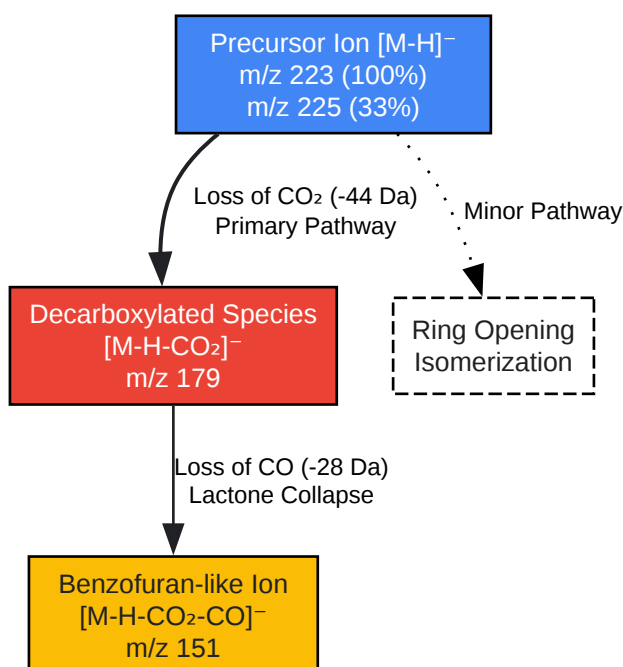 Precursor Ion [M-H]⁻
m/z 223 (100%)
m/z 225 (33%)
Loss of CO₂ (-44 Da)
Primary Pathway
Minor Pathway
Decarboxylated Species
[M-H-CO₂]⁻
m/z 179
Ring Opening
Isomerization
Loss of CO (-28 Da)
Lactone Collapse
Benzofuran-like Ion
[M-H-CO₂-CO]⁻
m/z 151